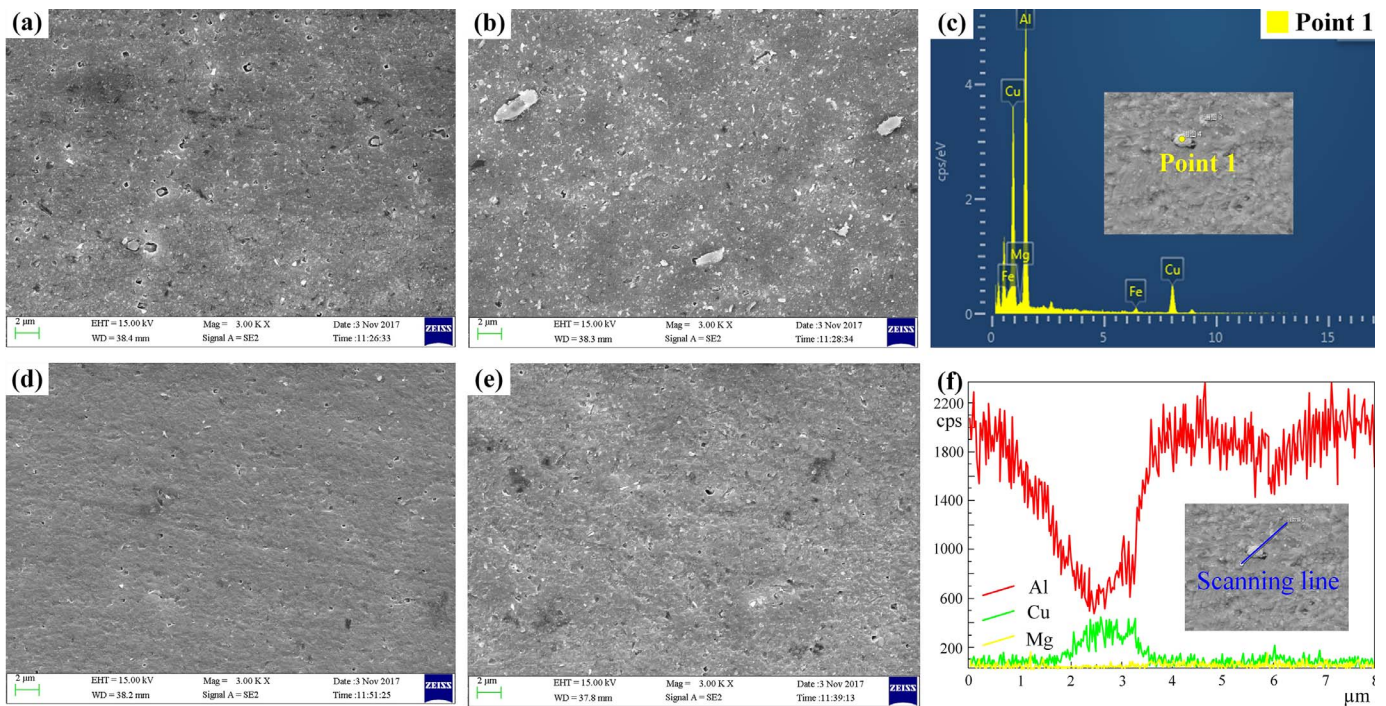 (a)
2 μm
EHT = 15.00 kV
WD = 38.4 mm
Mag = 3.00 K X
Signal A = SE2
Date :3 Nov 2017
Time :11:26:33
ZEISS
(b)
2 μm
EHT = 15.00 kV
WD = 38.3 mm
Mag = 3.00 K X
Signal A = SE2
Date :3 Nov 2017
Time :11:28:34
ZEISS
(c)
Point 1
cps/eV
4
2
0
0
5
10
15
Al
Cu
Mg
Fe
Fe
Cu
Point 1
(d)
2 μm
EHT = 15.00 kV
WD = 38.2 mm
Mag = 3.00 K X
Signal A = SE2
Date :3 Nov 2017
Time :11:51:25
ZEISS
(e)
2 μm
EHT = 15.00 kV
WD = 37.8 mm
Mag = 3.00 K X
Signal A = SE2
Date :3 Nov 2017
Time :11:39:13
ZEISS
(f)
2200
cps
1800
1400
1000
600
200
Al
Cu
Mg
Scanning line
0 1 2 3 4 5 6 7 8
μm